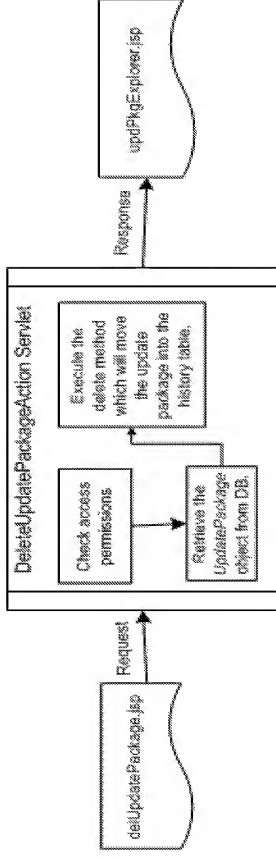 delUpdatePackage.jsp
Request
DeleteUpdatePackageAction Servlet
Check access
permissions.
Retrieve the
UpdatePackage
object from DB.
Execute the
delete method
which will move
the update
package into the
history table.
Response
updPkgExplorer.jsp